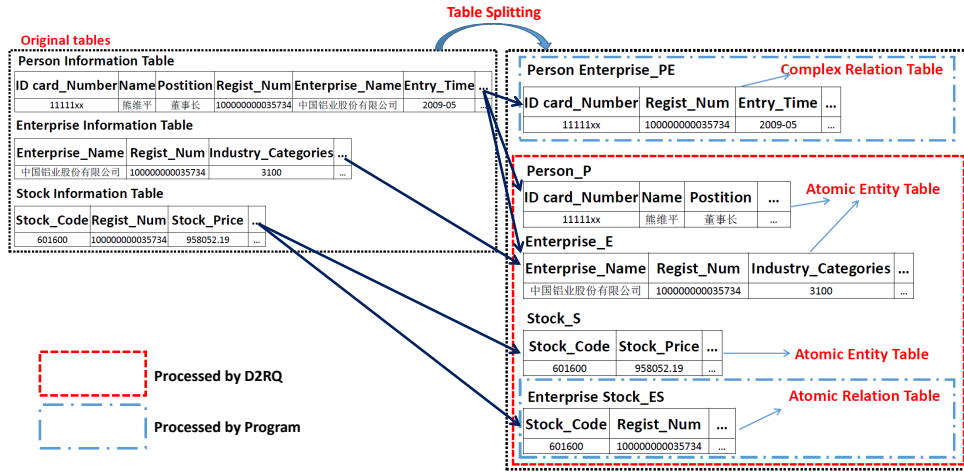 Table Splitting
Original tables
Person Information Table
ID card_Number Name Postition Regist_Num Enterprise_Name Entry_Time ...
11111xx 熊维平 董事长 100000000035734 中国铝业股份有限公司 2009-05 ...
Enterprise Information Table
Enterprise_Name Regist_Num Industry_Categories ...
中国铝业股份有限公司 100000000035734 3100 ...
Stock Information Table
Stock_Code Regist_Num Stock_Price ...
601600 100000000035734 958052.19 ...
Person Enterprise_PE
Complex Relation Table
ID card_Number Regist_Num Entry_Time ...
11111xx 100000000035734 2009-05 ...
Person_P
ID card_Number Name Postition ...
Atomic Entity Table
11111xx 熊维平 董事长 ...
Enterprise_E
Enterprise_Name Regist_Num Industry_Categories ...
中国铝业股份有限公司 100000000035734 3100 ...
Stock_S
Stock_Code Stock_Price ...
Atomic Entity Table
601600 958052.19 ...
Enterprise Stock_ES
Atomic Relation Table
Stock_Code Regist_Num ...
601600 100000000035734 ...
Processed by D2RQ
Processed by Program